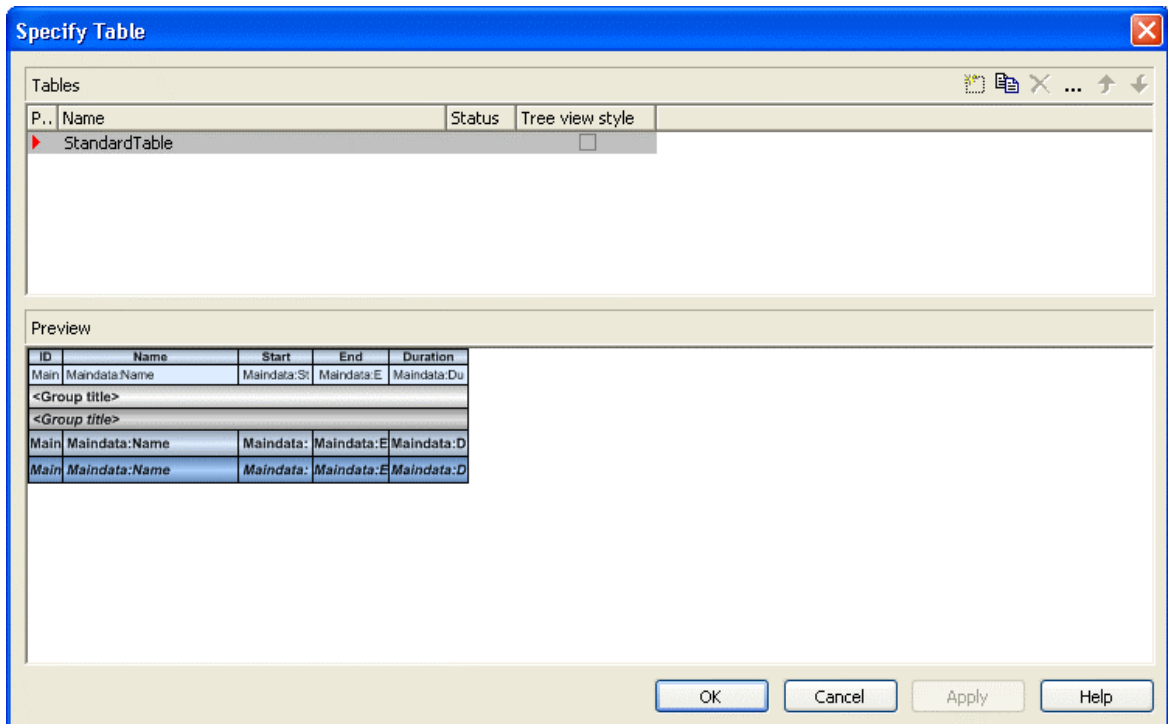 Specify Table
Tables ...
P.. Name Status Tree view style
StandardTable
Preview
ID Name Start End Duration
Main Maindata:Name Maindata:St Maindata:E Maindata:Du
<Group title>
<Group title>
Main Maindata:Name Maindata: Maindata:E Maindata:D
Main Maindata:Name Maindata: Maindata:E Maindata:D
OK Cancel Apply Help